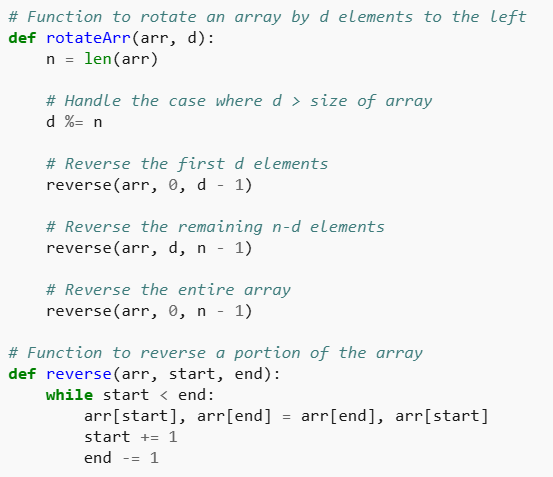 # Function to rotate an array by d elements to the left
def rotateArr(arr, d):
    n = len(arr)

    # Handle the case where d > size of array
    d %= n

    # Reverse the first d elements
    reverse(arr, 0, d - 1)

    # Reverse the remaining n-d elements
    reverse(arr, d, n - 1)

    # Reverse the entire array
    reverse(arr, 0, n - 1)

# Function to reverse a portion of the array
def reverse(arr, start, end):
    while start < end:
        arr[start], arr[end] = arr[end], arr[start]
        start += 1
        end -= 1